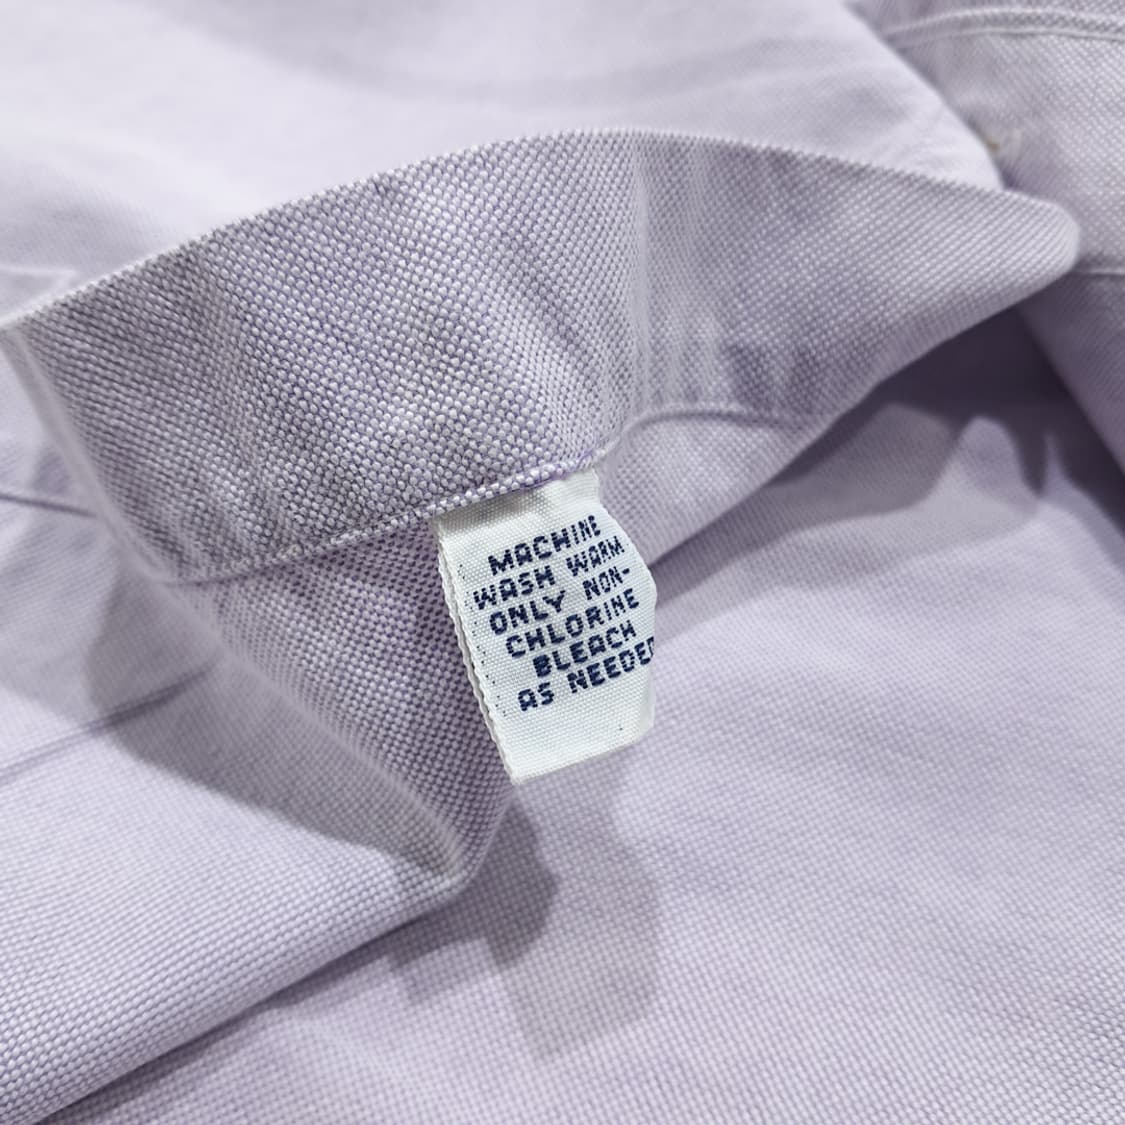 MACHINE
WASH WARM
ONLY NON-
CHLORINE
BLEACH
AS NEEDED